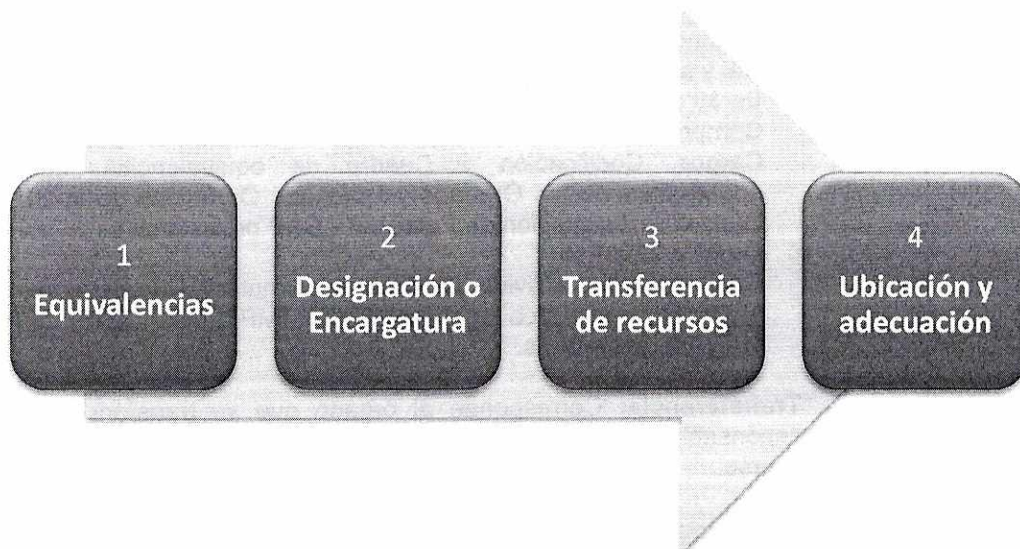 1
Equivalencias
2
Designación o
Encargatura
3
Transferencia
de recursos
4
Ubicación y
adecuación